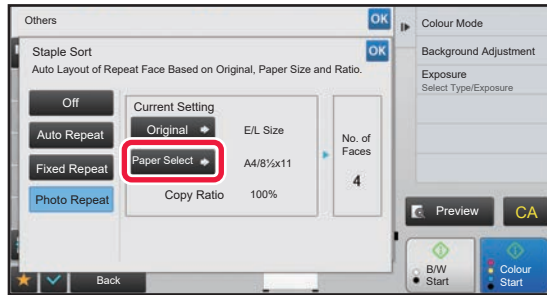 Others
OK
Staple Sort
OK
Auto Layout of Repeat Face Based on Original, Paper Size and Ratio.
Off
Auto Repeat
Fixed Repeat
Photo Repeat
Current Setting
Original
E/L Size
Paper Select
A4/8½x11
Copy Ratio
100%
No. of
Faces
4
Back
Colour Mode
Background Adjustment
Exposure
Select Type/Exposure
Preview
CA
B/W
Start
Colour
Start